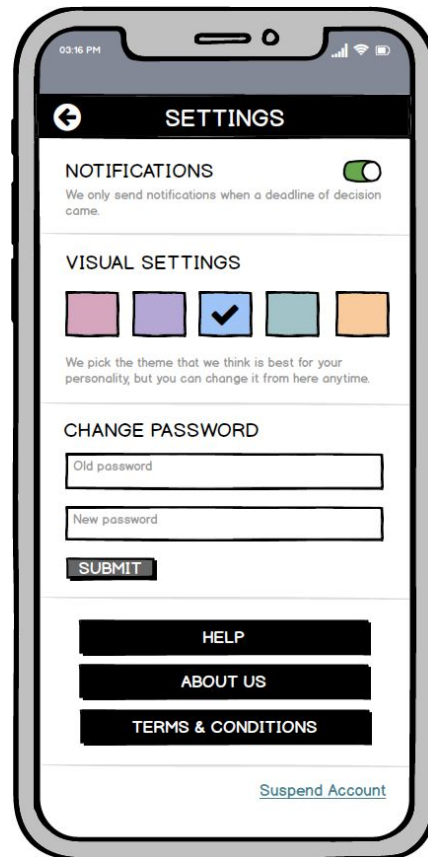 03:16 PM
SETTINGS
NOTIFICATIONS
We only send notifications when a deadline of decision
came.
VISUAL SETTINGS
We pick the theme that we think is best for your
personality, but you can change it from here anytime.
CHANGE PASSWORD
Old password
New password
SUBMIT
HELP
ABOUT US
TERMS & CONDITIONS
Suspend Account